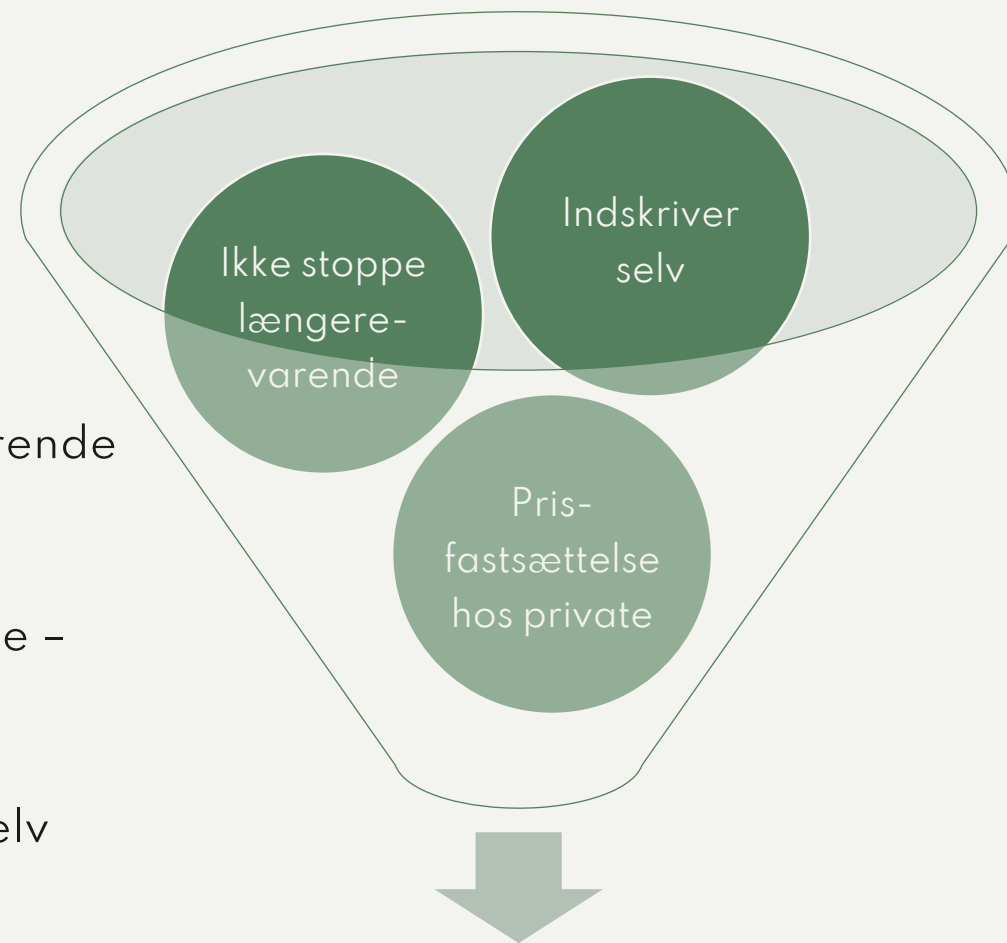 Indskriver
selv
Ikke stoppe
længere-
varende
rende
Pris-
fastsættelse
hos private
e –
elv